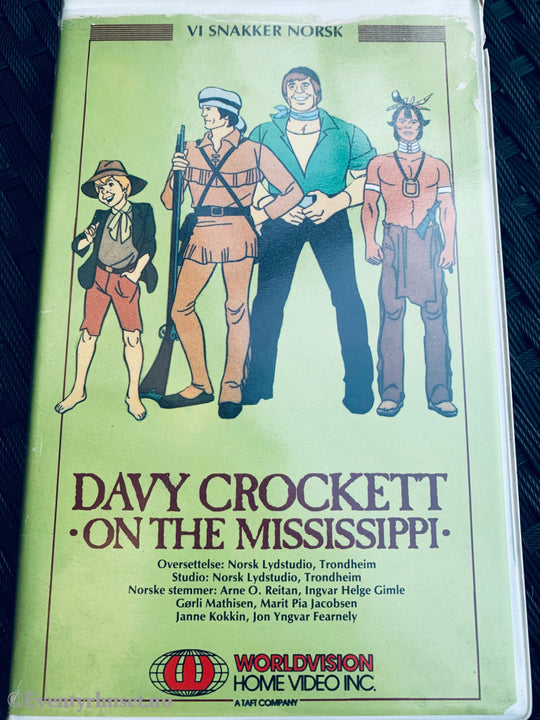 VI SNAKKER NORSK
DAVY CROCKETT
·ON THE MISSISSIPPI·
Oversettelse: Norsk Lydstudio, Trondheim
Studio: Norsk Lydstudio, Trondheim
Norske stemmer: Arne O. Reitan, Ingvar Helge Gimle
Gørli Mathisen, Marit Pia Jacobsen
Janne Kokkin, Jon Yngvar Fearnely
WORLDVISION
HOME VIDEO INC.
A TAFT COMPANY
© Eventyrhuset.no